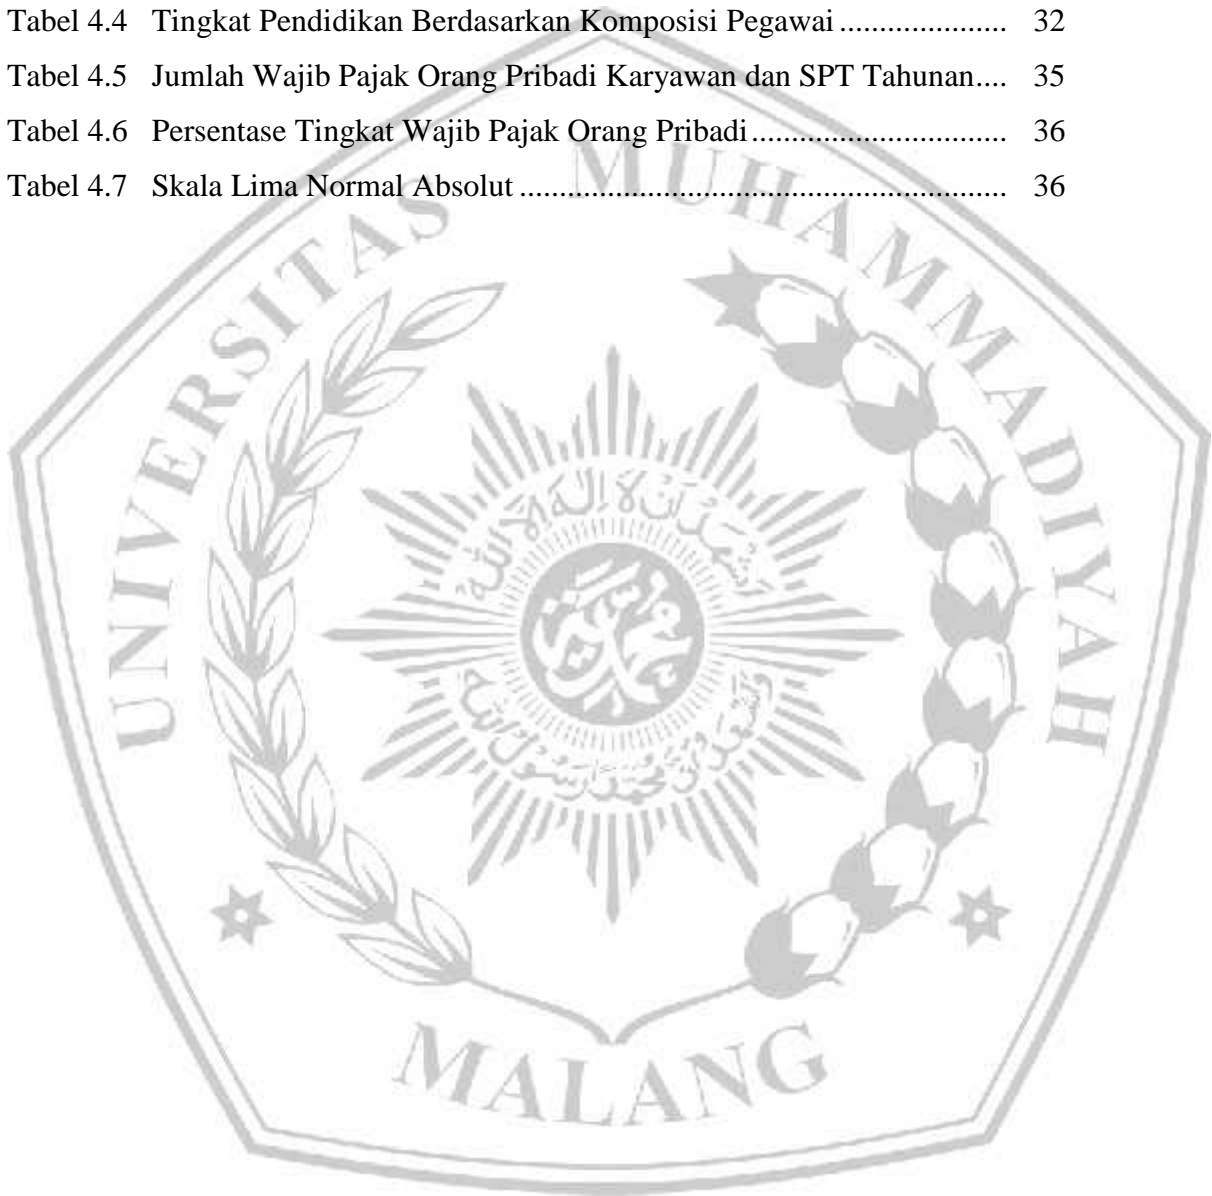 Tabel 4.4 Tingkat Pendidikan Berdasarkan Komposisi Pegawai ..................... 32
Tabel 4.5 Jumlah Wajib Pajak Orang Pribadi Karyawan dan SPT Tahunan.... 35
Tabel 4.6 Persentase Tingkat Wajib Pajak Orang Pribadi................................ 36
Tabel 4.7 Skala Lima Normal Absolut ............................................................. 36
UNIVERSITAS MUHAMMADIYAH
MALANG